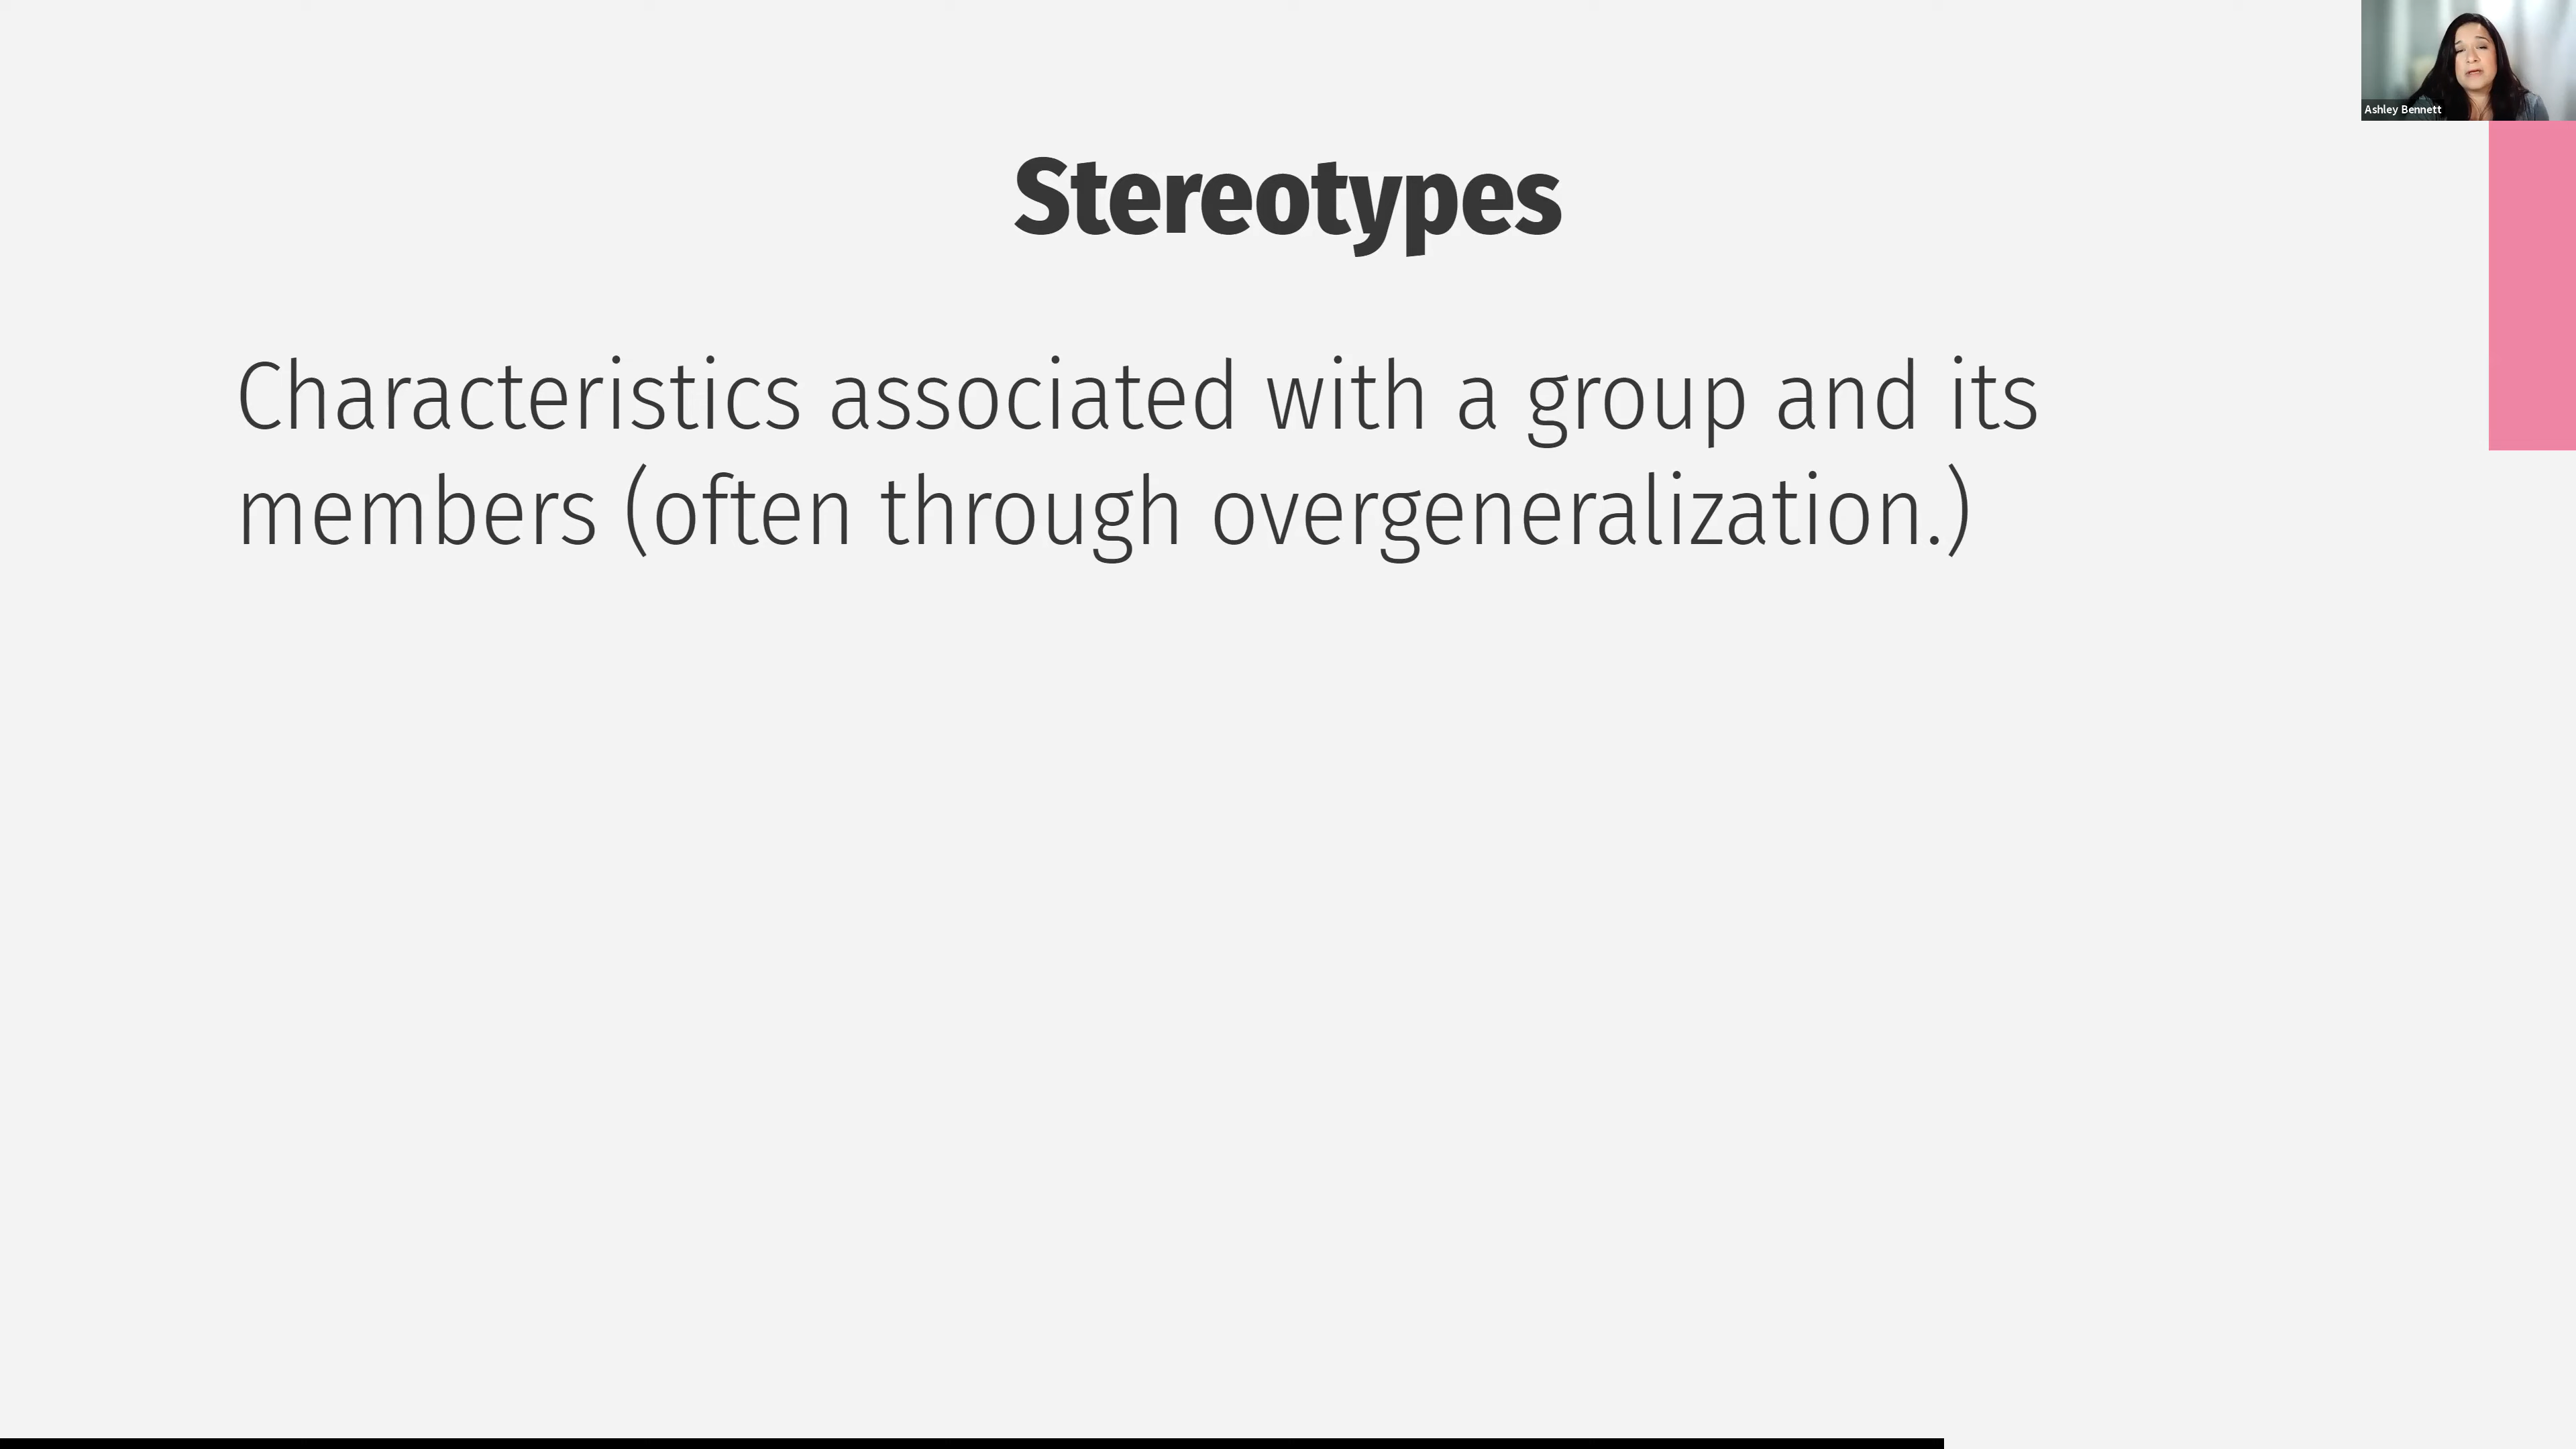 Ashley Bennett
Stereotypes
Characteristics associated with a group and its
members (often through overgeneralization.)